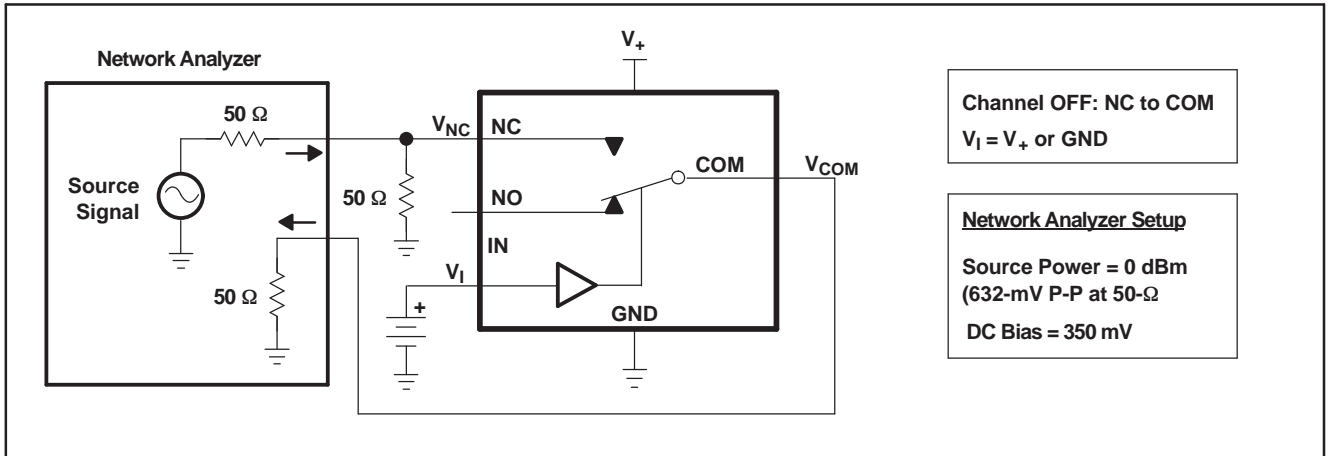 Network Analyzer
50 Ω
Source
Signal
50 Ω
V+
VNC
NC
50 Ω
NO
IN
VI
+
GND
COM
VCOM
Channel OFF: NC to COM
VI = V+ or GND
Network Analyzer Setup
Source Power = 0 dBm
(632-mV P-P at 50-Ω
DC Bias = 350 mV